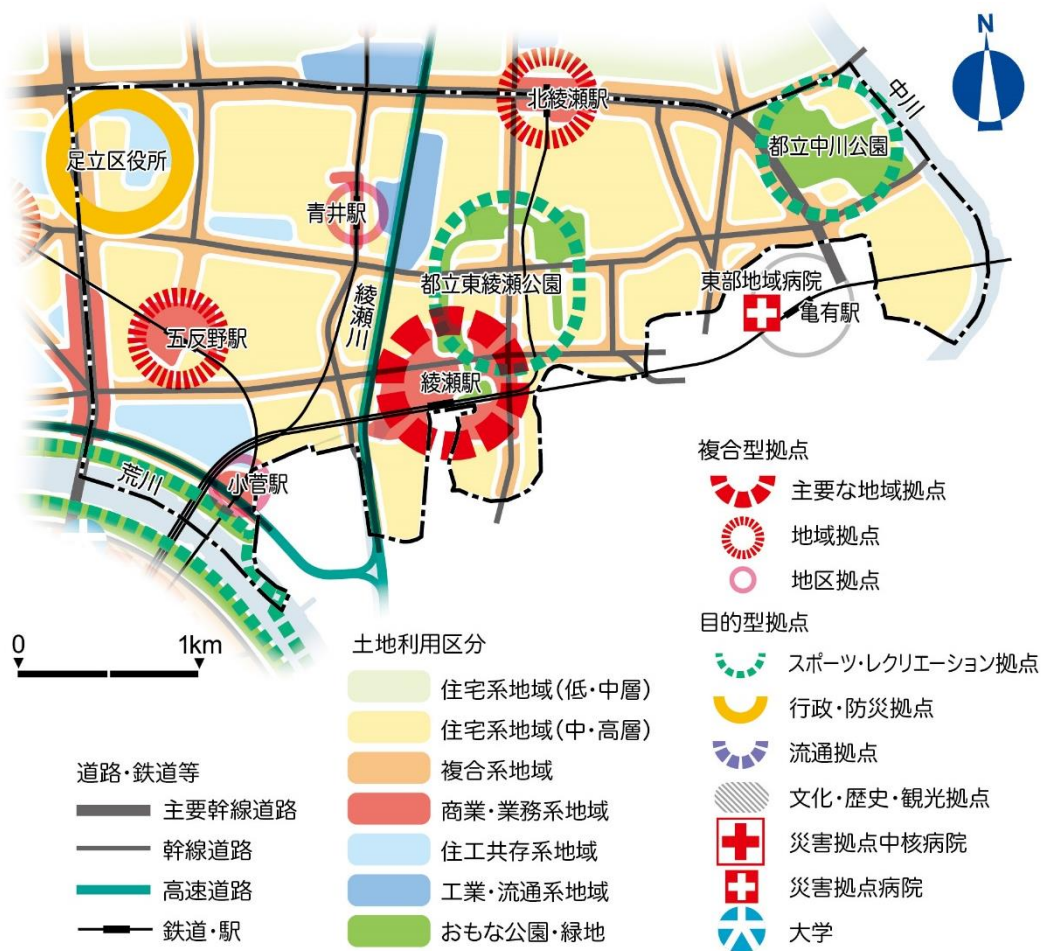 N
中川
北綾瀬駅
都立中川公園
足立区役所
青井駅
綾瀬川
都立東綾瀬公園
東部地域病院
亀有駅
五反野駅
綾瀬駅
荒川
小菅駅
0 1km
複合型拠点
主要な地域拠点
地域拠点
地区拠点
目的型拠点
スポーツ・レクリエーション拠点
行政・防災拠点
流通拠点
文化・歴史・観光拠点
災害拠点中核病院
災害拠点病院
大学
土地利用区分
住宅系地域(低・中層)
住宅系地域(中・高層)
複合系地域
商業・業務系地域
住工共存系地域
工業・流通系地域
おもな公園・緑地
道路・鉄道等
主要幹線道路
幹線道路
高速道路
鉄道・駅